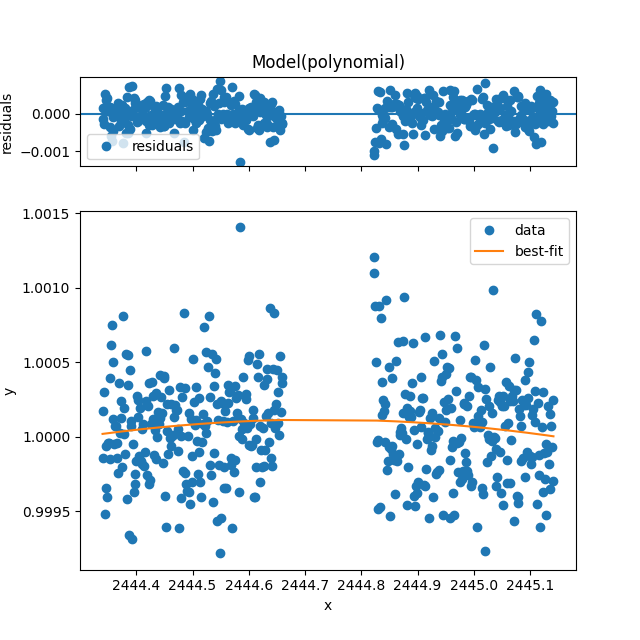 Model(polynomial)
residuals
0.000
−0.001
residuals
1.0015
1.0010
1.0005
1.0000
0.9995
y
data
best-fit
2444.4 2444.5 2444.6 2444.7 2444.8 2444.9 2445.0 2445.1
x